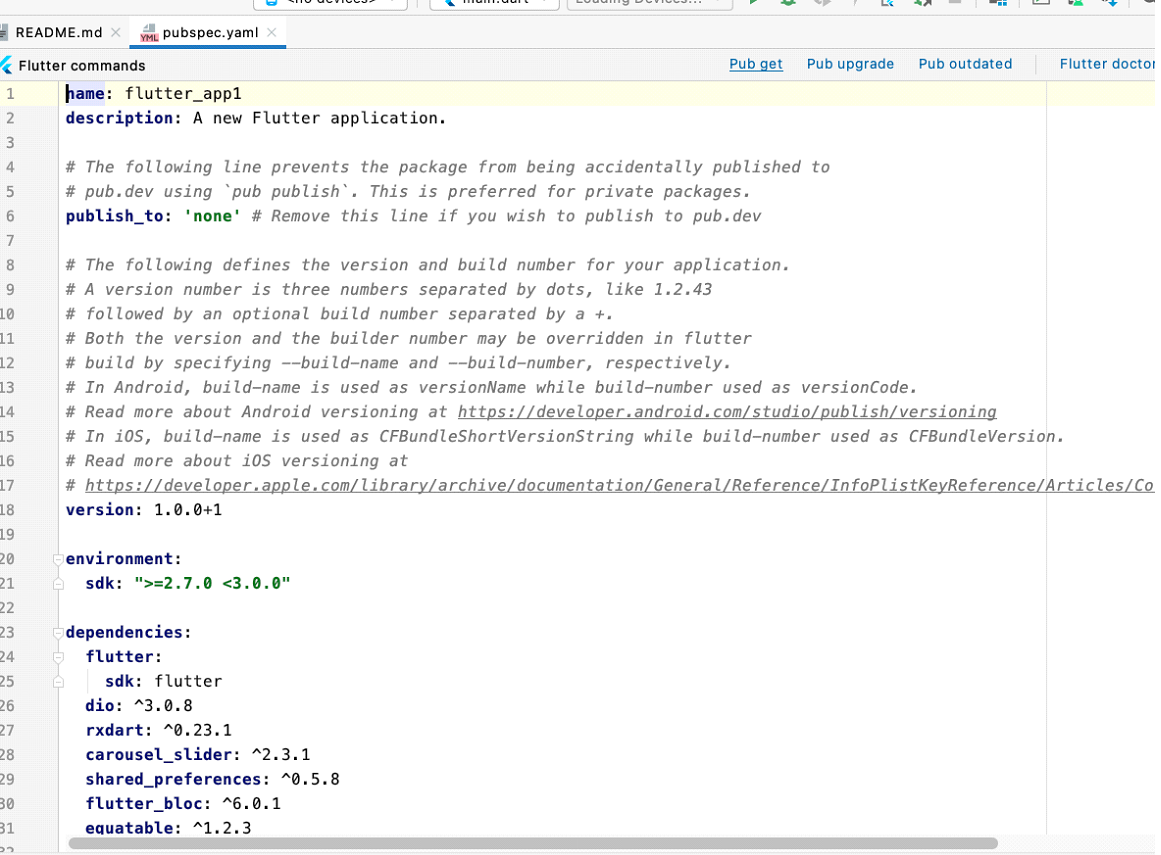 <no devices>
main.dart
Loading Devices...
README.md
pubspec.yaml
Flutter commands
Pub get
Pub upgrade
Pub outdated
Flutter doctor
1 name: flutter_app1
2 description: A new Flutter application.
3
4 # The following line prevents the package from being accidentally published to
5 # pub.dev using `pub publish`. This is preferred for private packages.
6 publish_to: 'none' # Remove this line if you wish to publish to pub.dev
7
8 # The following defines the version and build number for your application.
9 # A version number is three numbers separated by dots, like 1.2.43
10 # followed by an optional build number separated by a +.
11 # Both the version and the builder number may be overridden in flutter
12 # build by specifying --build-name and --build-number, respectively.
13 # In Android, build-name is used as versionName while build-number used as versionCode.
14 # Read more about Android versioning at https://developer.android.com/studio/publish/versioning
15 # In iOS, build-name is used as CFBundleShortVersionString while build-number used as CFBundleVersion.
16 # Read more about iOS versioning at
17 # https://developer.apple.com/library/archive/documentation/General/Reference/InfoPlistKeyReference/Articles/Co
18 version: 1.0.0+1
19
20 environment:
21 sdk: ">=2.7.0 <3.0.0"
22
23 dependencies:
24 flutter:
25 sdk: flutter
26 dio: ^3.0.8
27 rxdart: ^0.23.1
28 carousel_slider: ^2.3.1
29 shared_preferences: ^0.5.8
30 flutter_bloc: ^6.0.1
31 equatable: ^1.2.3